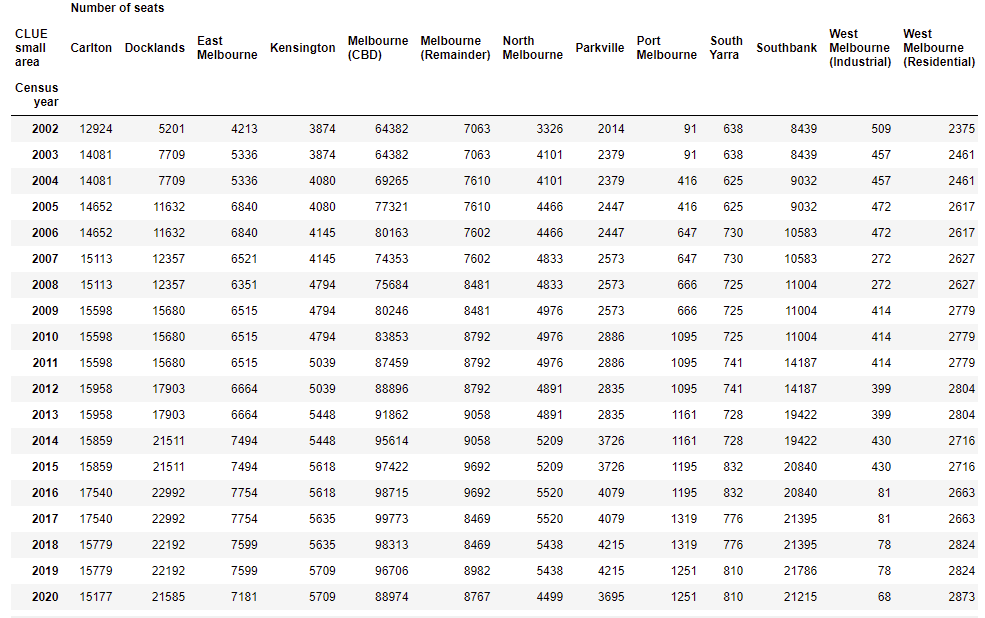 Number of seats
CLUE small area Carlton Docklands East Melbourne Kensington Melbourne (CBD) Melbourne (Remainder) North Melbourne Parkville Port Melbourne South Yarra Southbank West Melbourne (Industrial) West Melbourne (Residential)
Census year
2002 12924 5201 4213 3874 64382 7063 3326 2014 91 638 8439 509 2375
2003 14081 7709 5336 3874 64382 7063 4101 2379 91 638 8439 457 2461
2004 14081 7709 5336 4080 69265 7610 4101 2379 416 625 9032 457 2461
2005 14652 11632 6840 4080 77321 7610 4466 2447 416 625 9032 472 2617
2006 14652 11632 6840 4145 80163 7602 4466 2447 647 730 10583 472 2617
2007 15113 12357 6521 4145 74353 7602 4833 2573 647 730 10583 272 2627
2008 15113 12357 6351 4794 75684 8481 4833 2573 666 725 11004 272 2627
2009 15598 15680 6515 4794 80246 8481 4976 2573 666 725 11004 414 2779
2010 15598 15680 6515 4794 83853 8792 4976 2886 1095 725 11004 414 2779
2011 15598 15680 6515 5039 87459 8792 4976 2886 1095 741 14187 414 2779
2012 15958 17903 6664 5039 88896 8792 4891 2835 1095 741 14187 399 2804
2013 15958 17903 6664 5448 91862 9058 4891 2835 1161 728 19422 399 2804
2014 15859 21511 7494 5448 95614 9058 5209 3726 1161 728 19422 430 2716
2015 15859 21511 7494 5618 97422 9692 5209 3726 1195 832 20840 430 2716
2016 17540 22992 7754 5618 98715 9692 5520 4079 1195 832 20840 81 2663
2017 17540 22992 7754 5635 99773 8469 5520 4079 1319 776 21395 81 2663
2018 15779 22192 7599 5635 98313 8469 5438 4215 1319 776 21395 78 2824
2019 15779 22192 7599 5709 96706 8982 5438 4215 1251 810 21786 78 2824
2020 15177 21585 7181 5709 88974 8767 4499 3695 1251 810 21215 68 2873